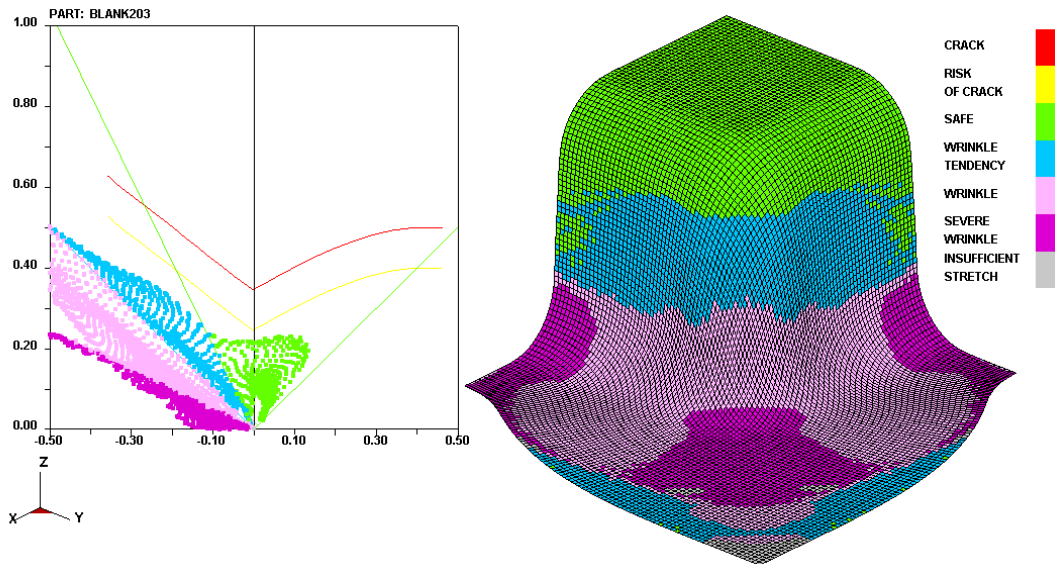 PART: BLANK203
1.00
0.80
0.60
0.40
0.20
0.00
-0.50
-0.30
-0.10
0.10
0.30
0.50
Z
X
Y
CRACK
RISK
OF CRACK
SAFE
WRINKLE
TENDENCY
WRINKLE
SEVERE
WRINKLE
INSUFFICIENT
STRETCH